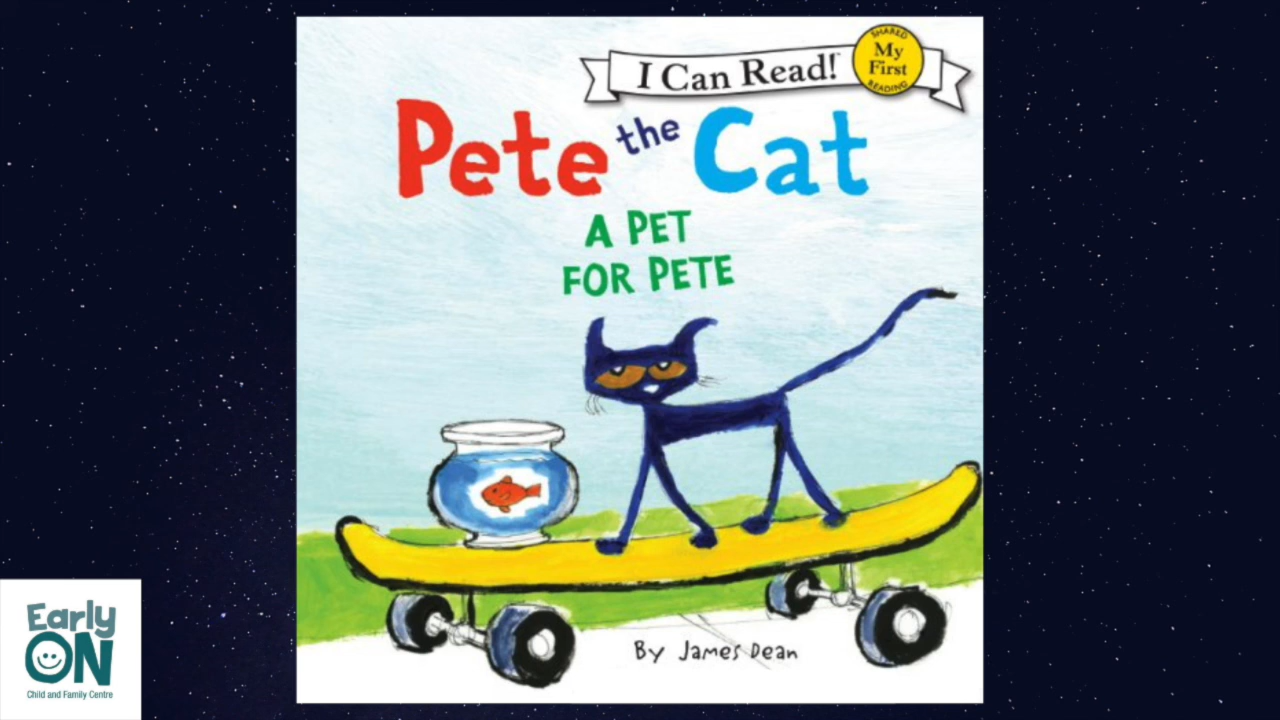 I Can Read!
SHARED
My
First
READING
Pete the Cat
A PET
FOR PETE
By James Dean
Early
ON
Child and Family Centre